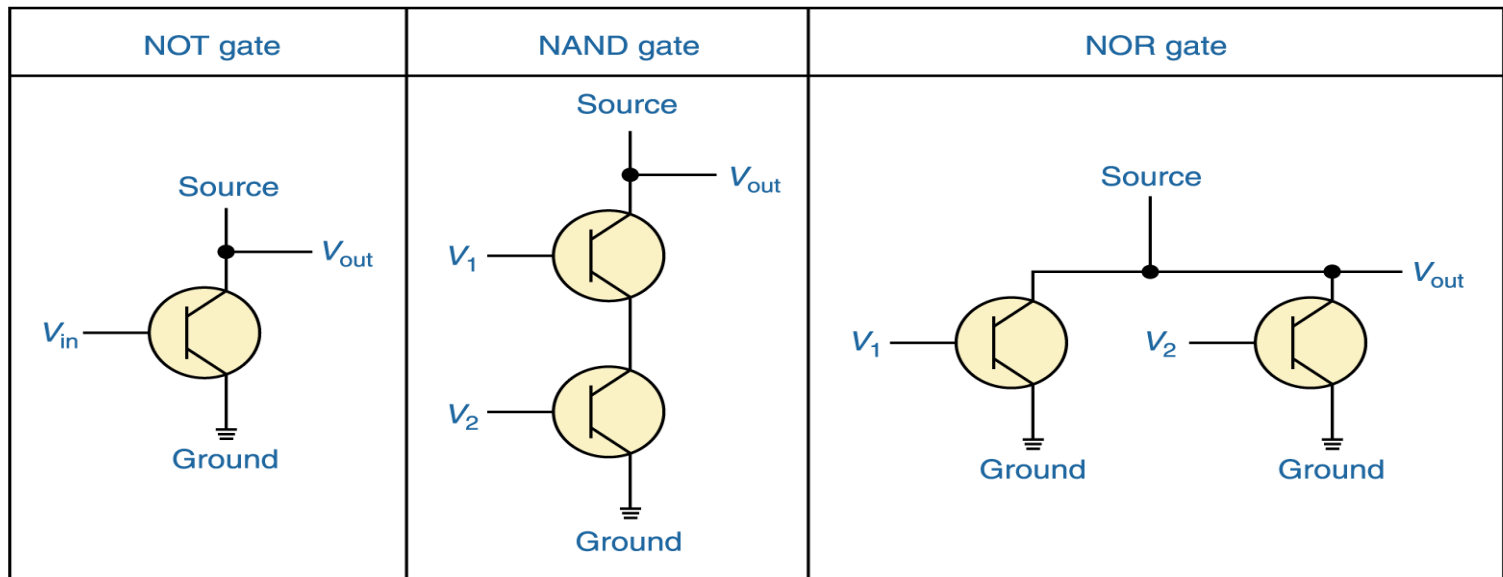 NOT gate
NAND gate
NOR gate
Source
Vout
Vin
Ground
Source
Vout
V1
V2
Ground
Source
Vout
V1
V2
Ground
Ground